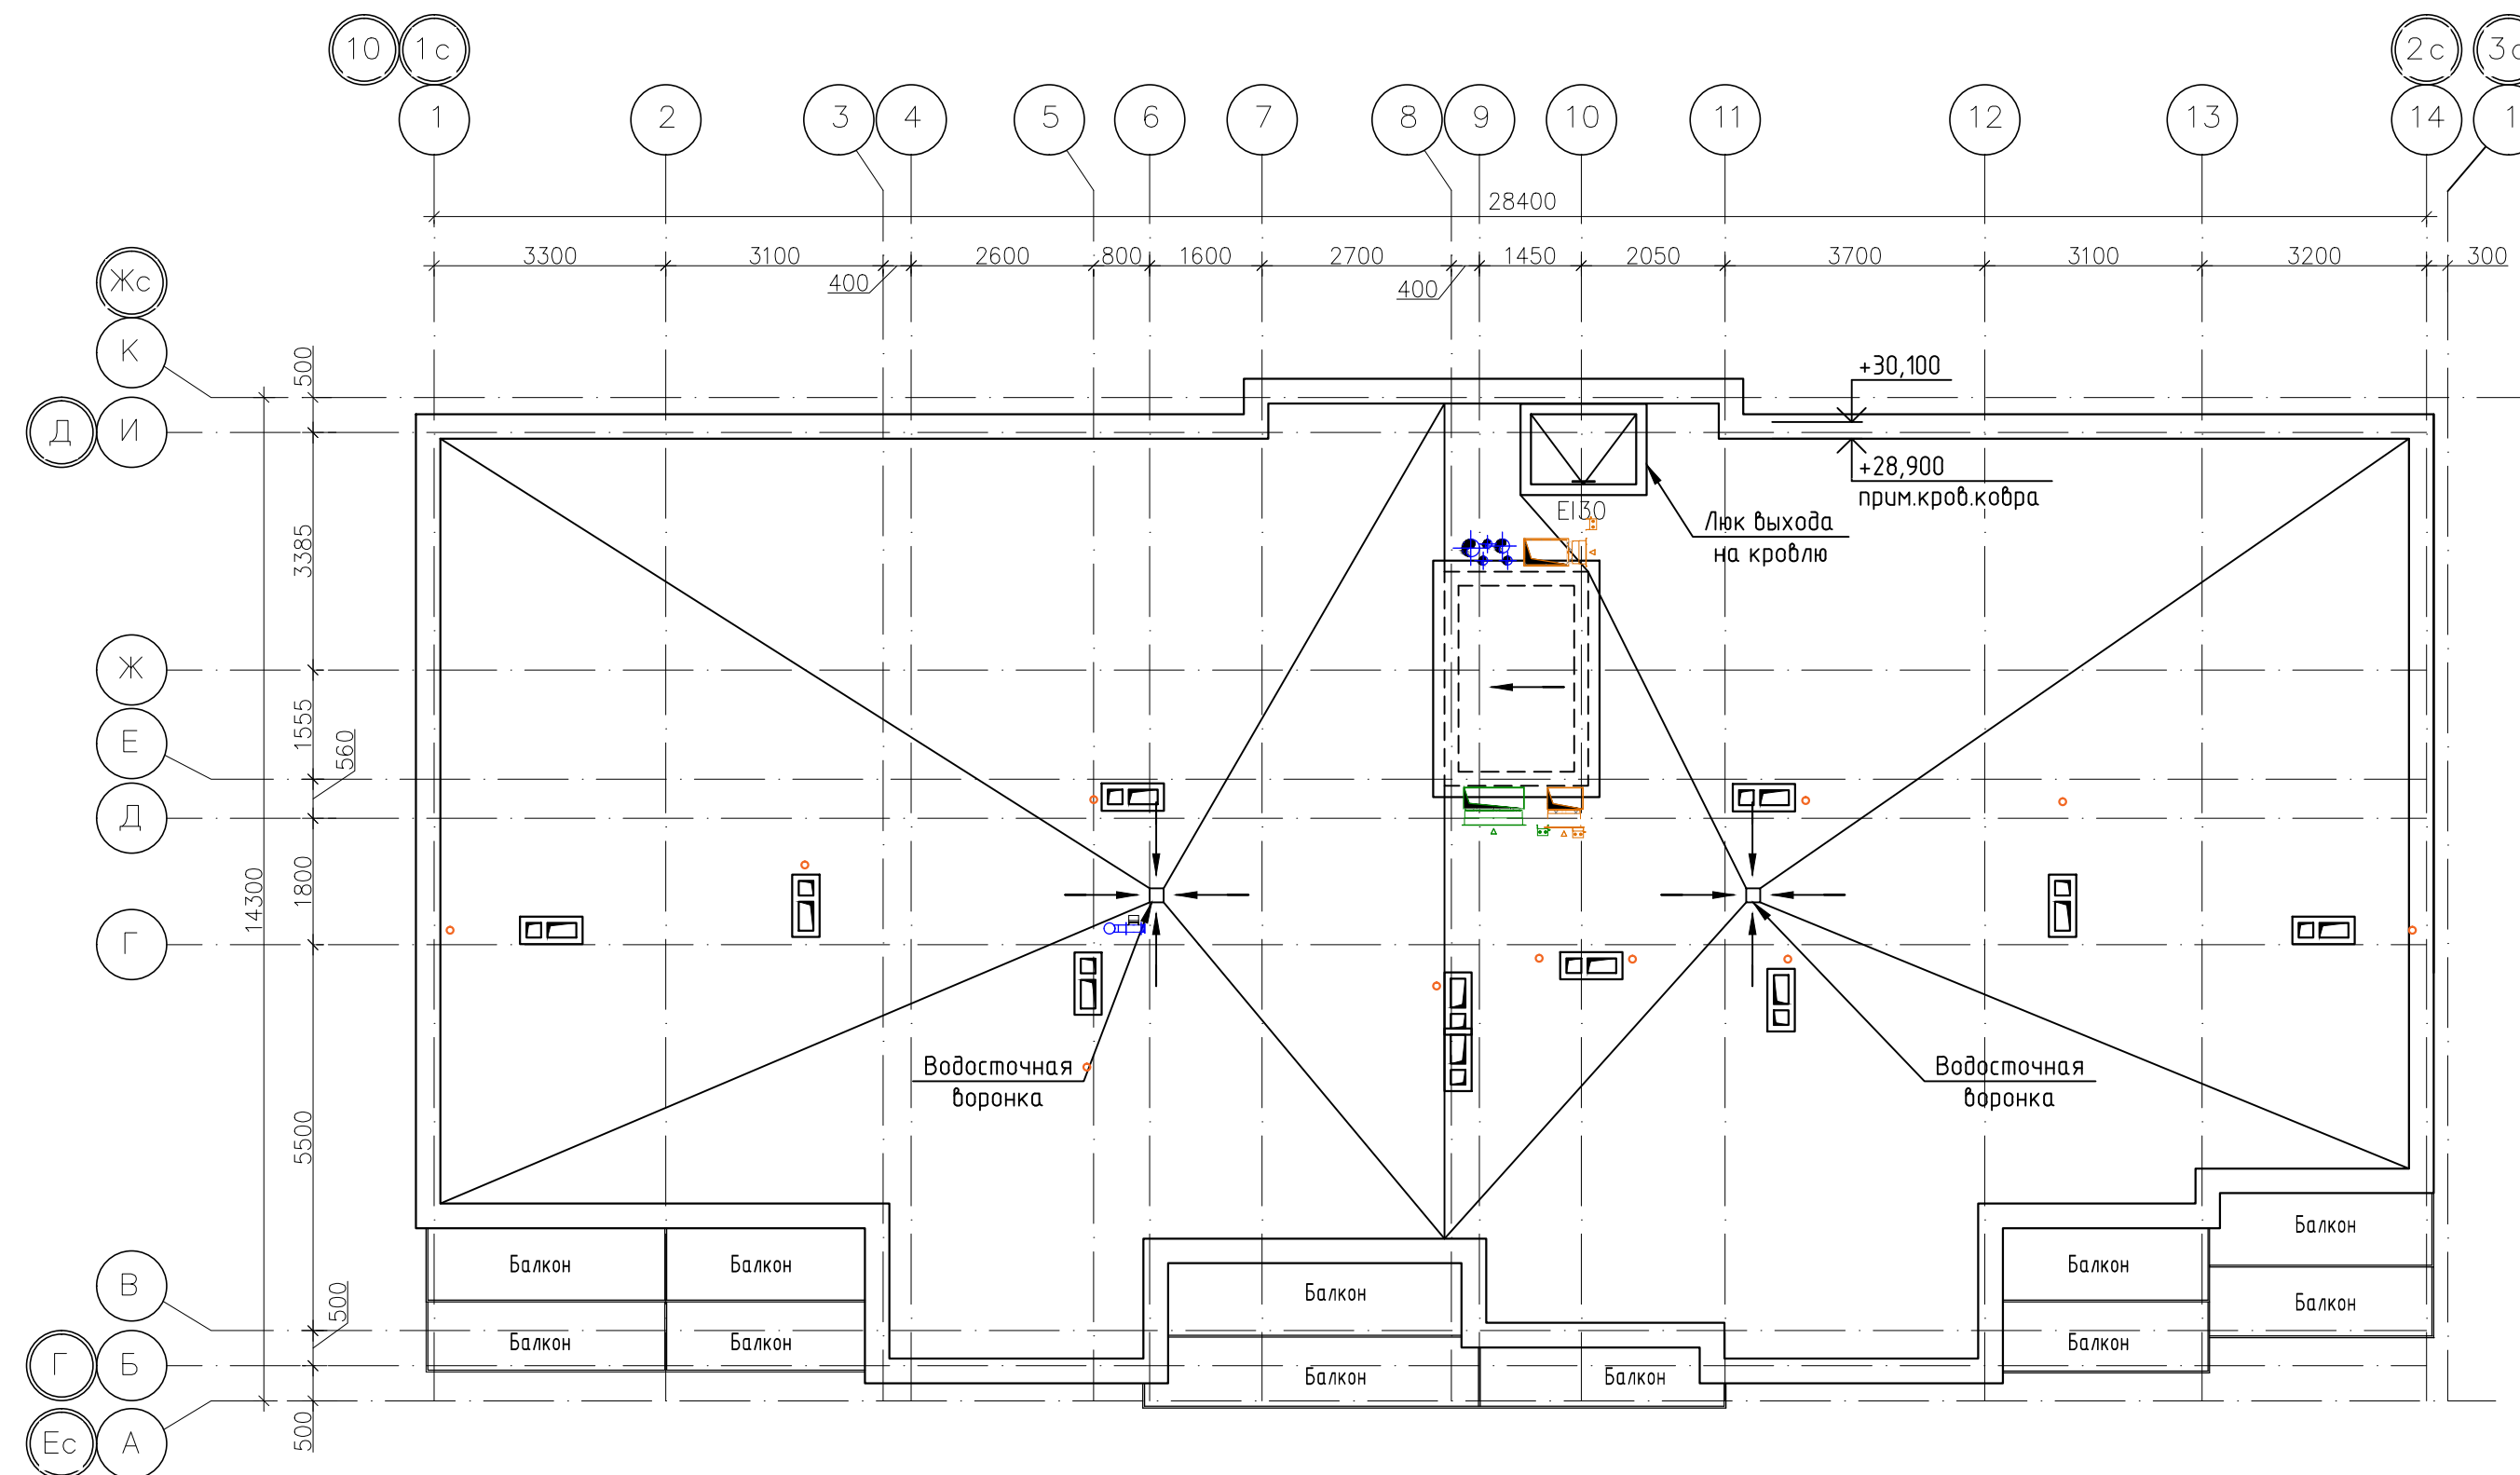 10 1с 2с 3с
1 2 3 4 5 6 7 8 9 10 11 12 13 14 1
28400
3300 3100 2600 800 1600 2700 1450 2050 3700 3100 3200 300
400 400
Жс
К
Д И
Ж
Е
Д
Г
В
Г Б
Ес А
500
3385
1555
560
1800
14300
5500
500
500
+30,100
+28,900
прим.кров.ковра
EI30
Люк выхода
на кровлю
Водосточная
воронка
Водосточная
воронка
Балкон Балкон
Балкон Балкон
Балкон
Балкон Балкон
Балкон
Балкон
Балкон
Балкон